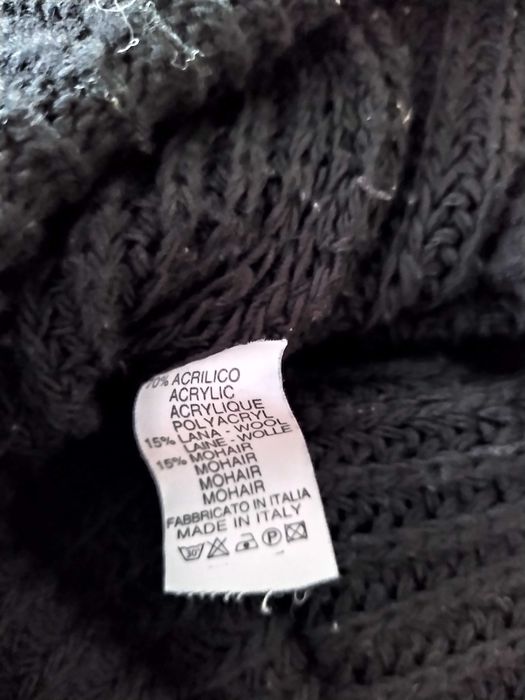 70% ACRILICO
ACRYLIC
ACRYLIQUE
POLYACRYL
15% LANA - WOOL
LAINE - WOLLE
15% MOHAIR
MOHAIR
MOHAIR
MOHAIR
FABBRICATO IN ITALIA
MADE IN ITALY
30° P